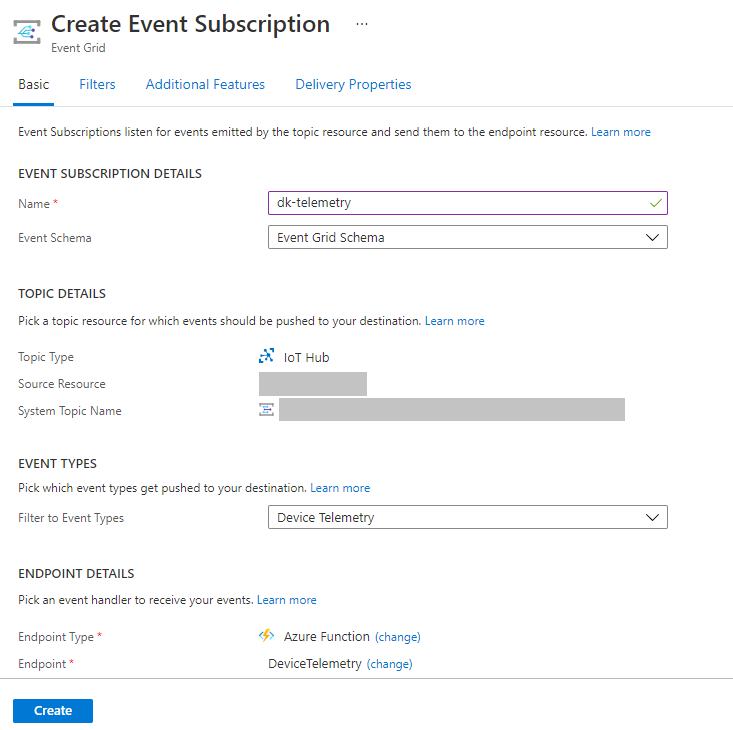 Create Event Subscription ...
Event Grid
Basic Filters Additional Features Delivery Properties
Event Subscriptions listen for events emitted by the topic resource and send them to the endpoint resource. Learn more
EVENT SUBSCRIPTION DETAILS
Name * dk-telemetry
Event Schema Event Grid Schema
TOPIC DETAILS
Pick a topic resource for which events should be pushed to your destination. Learn more
Topic Type IoT Hub
Source Resource
System Topic Name
EVENT TYPES
Pick which event types get pushed to your destination. Learn more
Filter to Event Types Device Telemetry
ENDPOINT DETAILS
Pick an event handler to receive your events. Learn more
Endpoint Type * Azure Function (change)
Endpoint * DeviceTelemetry (change)
Create